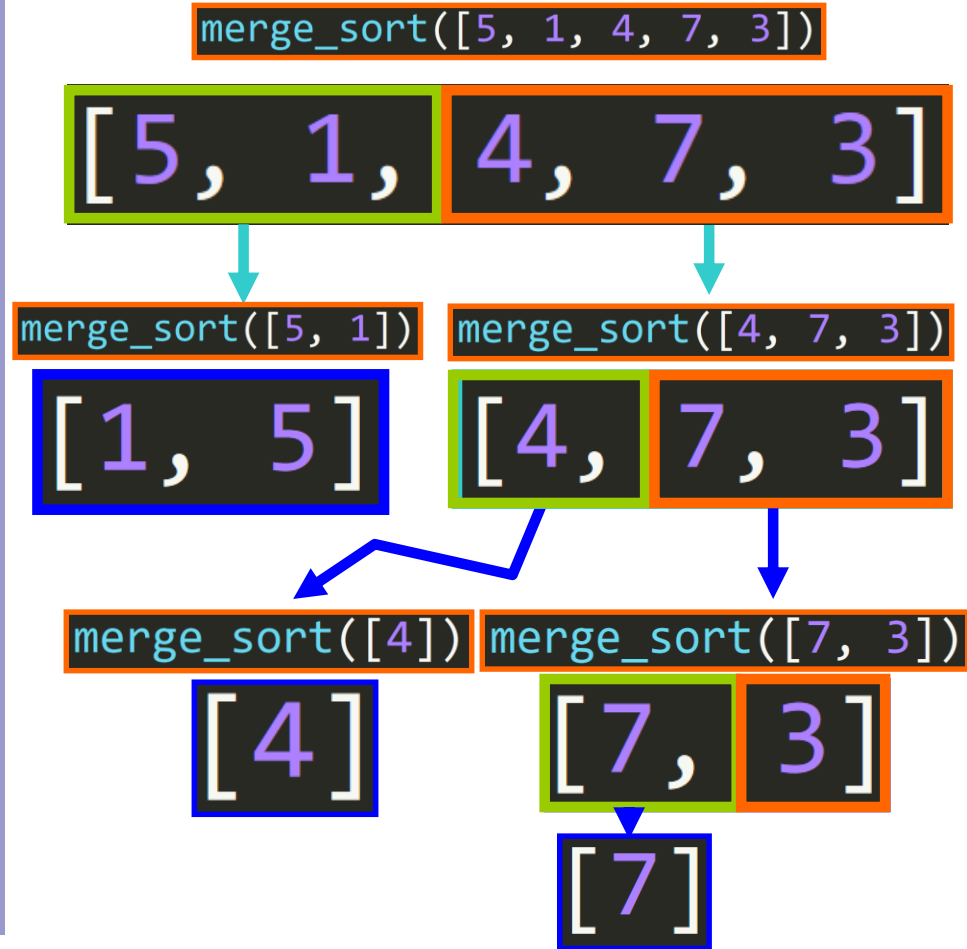 merge_sort([5, 1, 4, 7, 3])
[5, 1, 4, 7, 3]
merge_sort([5, 1])
merge_sort([4, 7, 3])
[1, 5]
[4, 7, 3]
merge_sort([4])
merge_sort([7, 3])
[4]
[7, 3]
[7]